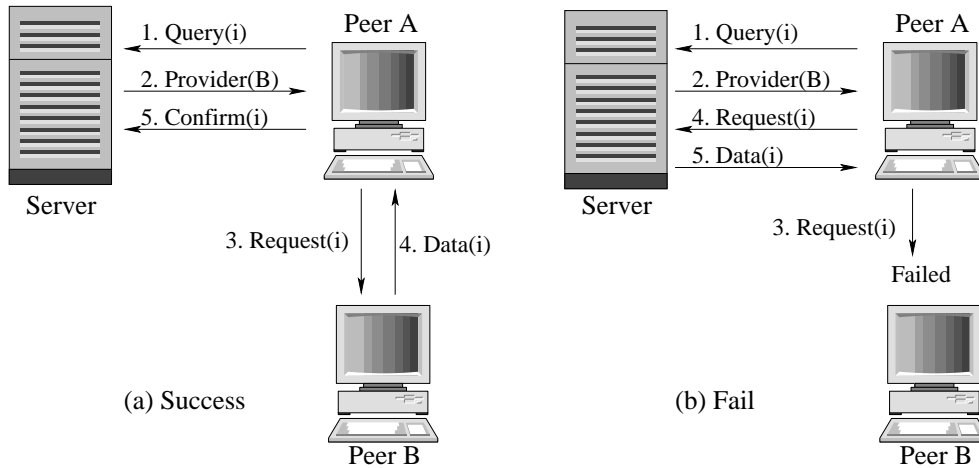 Peer A
1. Query(i)
2. Provider(B)
5. Confirm(i)
Server
3. Request(i)
4. Data(i)
(a) Success
Peer B
Peer A
1. Query(i)
2. Provider(B)
4. Request(i)
5. Data(i)
Server
3. Request(i)
Failed
(b) Fail
Peer B